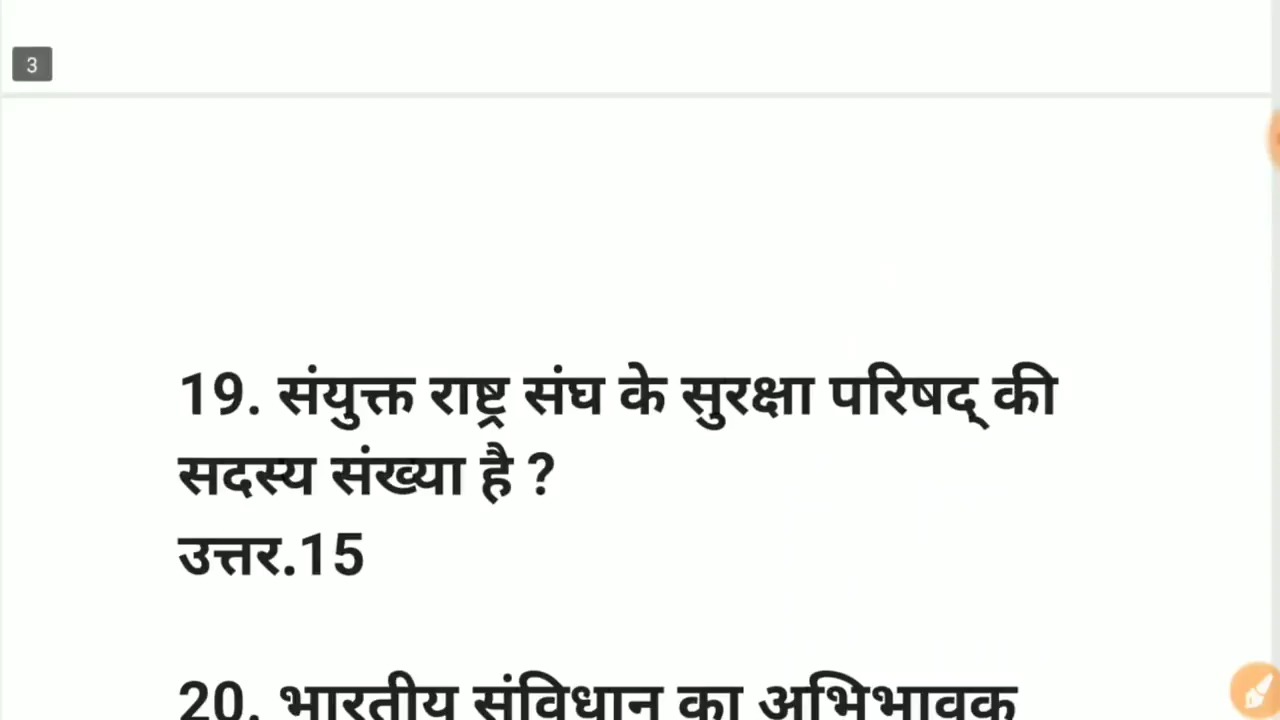 3
19. संयुक्त राष्ट्र संघ के सुरक्षा परिषद् की
सदस्य संख्या है ?
उत्तर.15
20. भारतीय संविधान का अभिभावक